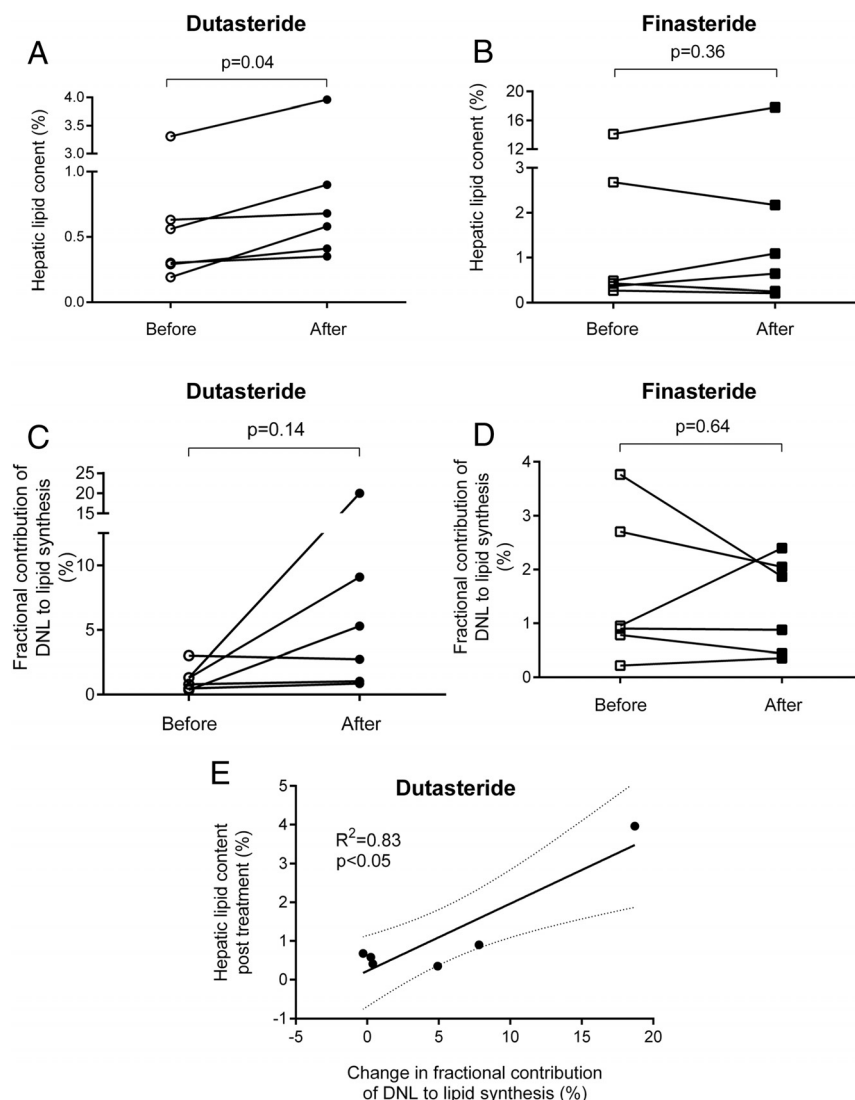 Dutasteride
A
p=0.04
Hepatic lipid conent (%)
4.0
3.5
3.0
1.0
0.5
0.0
Before
After
Finasteride
B
p=0.36
Hepatic lipid conent (%)
20
16
12
3
2
1
0
Before
After
Dutasteride
C
p=0.14
Fractional contribution of
DNL to lipid synthesis
(%)
25
20
15
10
5
0
Before
After
Finasteride
D
p=0.64
Fractional contribution of
DNL to lipid synthesis
(%)
4
3
2
1
0
Before
After
E
Dutasteride
R²=0.83
p<0.05
Hepatic lipid content
post treatment (%)
5
4
3
2
1
0
-1
-5
0
5
10
15
20
Change in fractional contribution
of DNL to lipid synthesis (%)